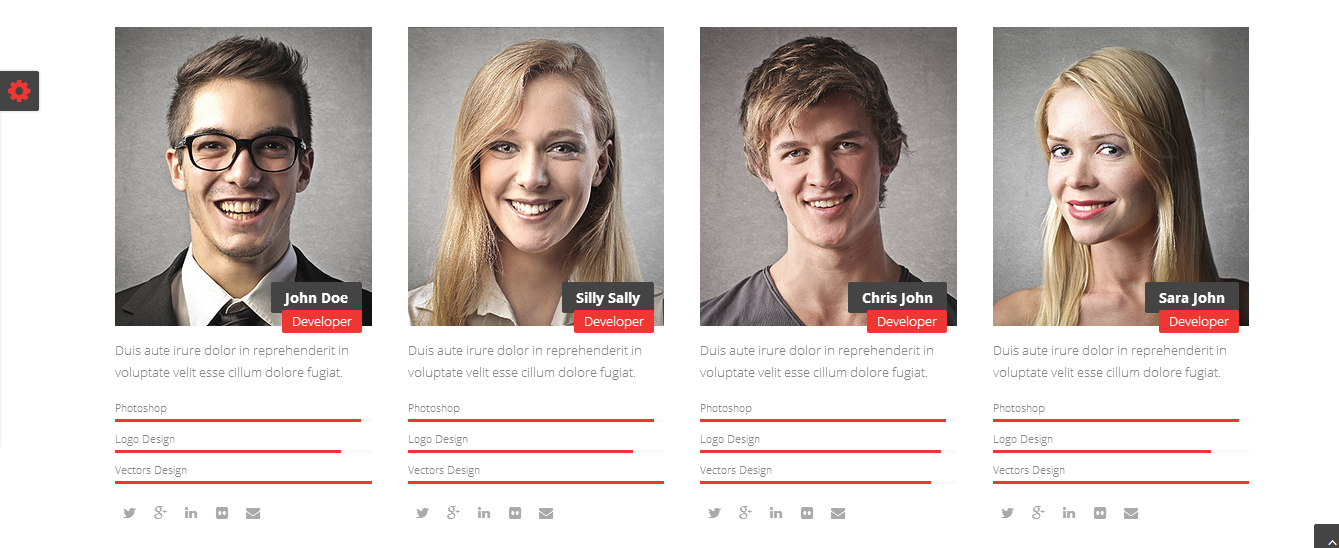 John Doe
Developer
Duis aute irure dolor in reprehenderit in
voluptate velit esse cillum dolore fugiat.
Photoshop
Logo Design
Vectors Design
Silly Sally
Developer
Duis aute irure dolor in reprehenderit in
voluptate velit esse cillum dolore fugiat.
Photoshop
Logo Design
Vectors Design
Chris John
Developer
Duis aute irure dolor in reprehenderit in
voluptate velit esse cillum dolore fugiat.
Photoshop
Logo Design
Vectors Design
Sara John
Developer
Duis aute irure dolor in reprehenderit in
voluptate velit esse cillum dolore fugiat.
Photoshop
Logo Design
Vectors Design